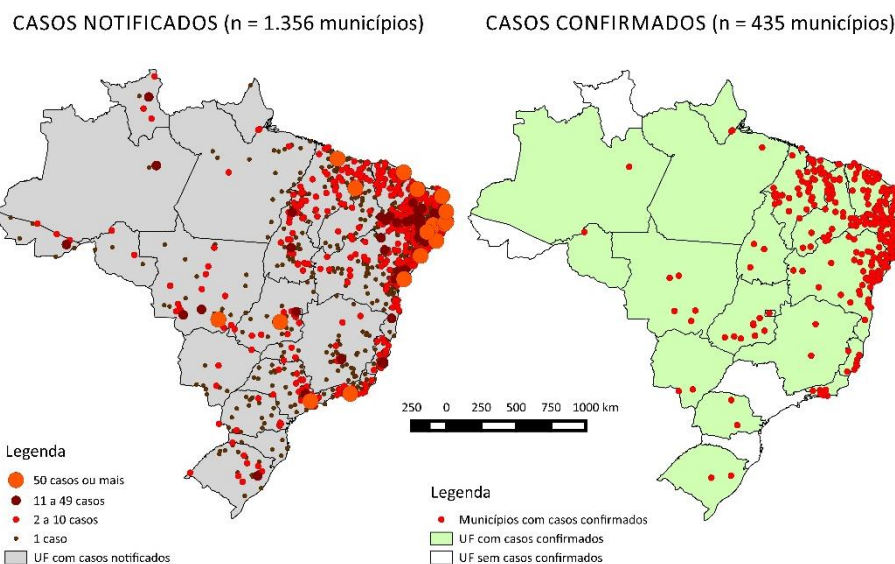 CASOS NOTIFICADOS (n = 1.356 municípios)
CASOS CONFIRMADOS (n = 435 municípios)
250 0 250 500 750 1000 km
Legenda
50 casos ou mais
11 a 49 casos
2 a 10 casos
1 caso
UF com casos notificados
Legenda
Municípios com casos confirmados
UF com casos confirmados
UF sem casos confirmados